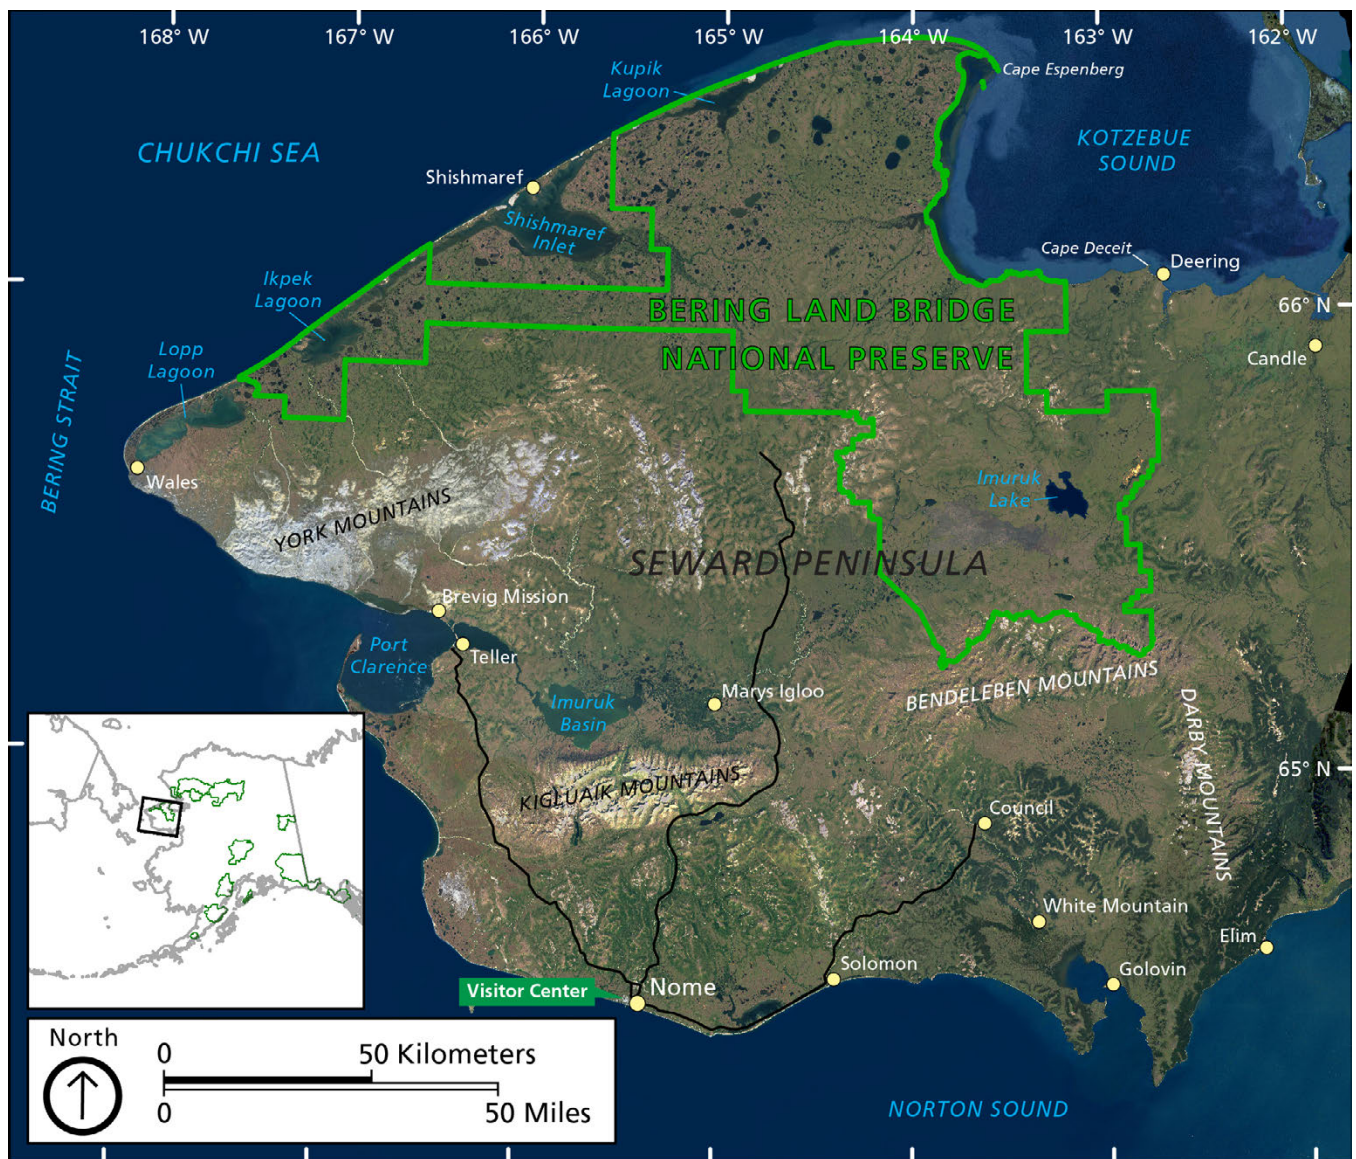 168° W
167° W
166° W
165° W
164° W
163° W
162° W
Cape Espenberg
Kupik
Lagoon
CHUKCHI SEA
KOTZEBUE
SOUND
Shishmaref
Shishmaref
Inlet
Cape Deceit
Deering
Ikpek
Lagoon
BERING LAND BRIDGE
NATIONAL PRESERVE
66° N
Candle
Lopp
Lagoon
BERING STRAIT
Wales
Imuruk
Lake
YORK MOUNTAINS
SEWARD PENINSULA
Brevig Mission
Port
Clarence
Teller
Imuruk
Basin
Marys Igloo
BENDELEBEN MOUNTAINS
DARBY MOUNTAINS
65° N
KIGLUAIK MOUNTAINS
Council
White Mountain
Elim
Solomon
Golovin
Visitor Center
Nome
North
0
50 Kilometers
0
50 Miles
NORTON SOUND